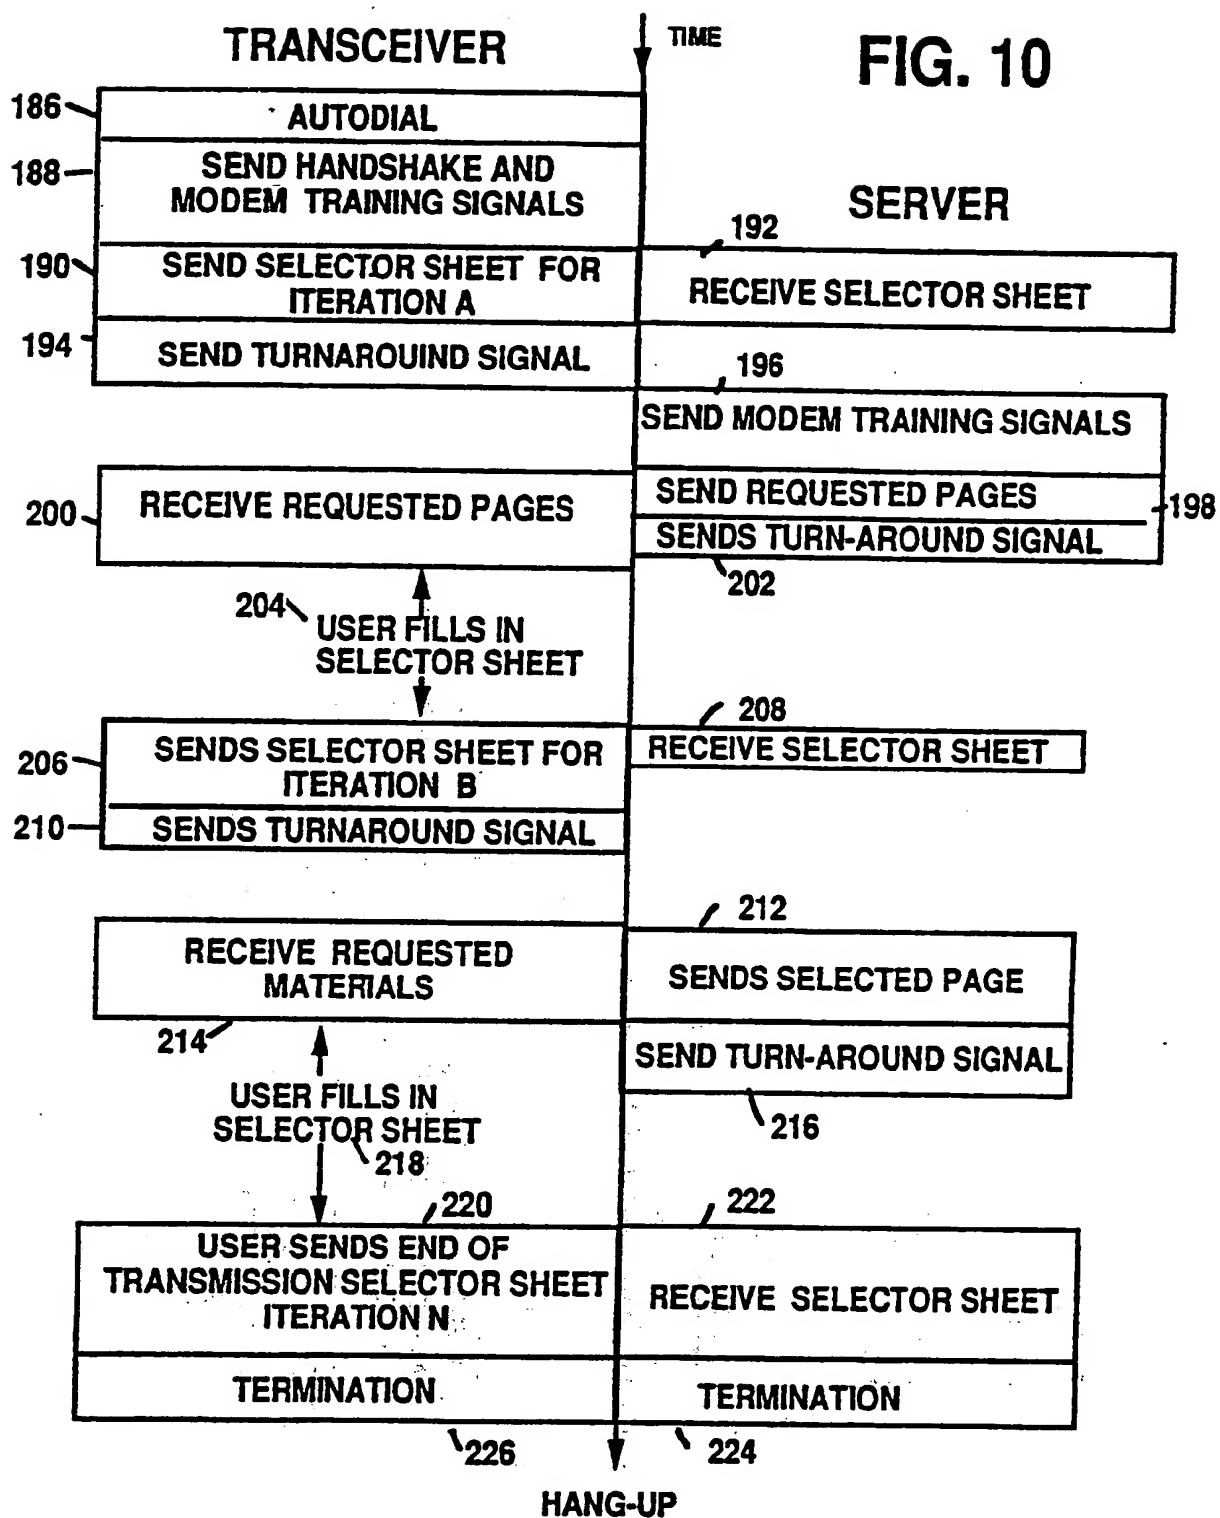 TRANSCEIVER
TIME
FIG. 10
186
AUTODIAL
188
SEND HANDSHAKE AND
MODEM TRAINING SIGNALS
SERVER
190
SEND SELECTOR SHEET FOR
ITERATION A
192
RECEIVE SELECTOR SHEET
194
SEND TURNAROUIND SIGNAL
196
SEND MODEM TRAINING SIGNALS
200
RECEIVE REQUESTED PAGES
SEND REQUESTED PAGES
198
SENDS TURN-AROUND SIGNAL
202
204
USER FILLS IN
SELECTOR SHEET
206
SENDS SELECTOR SHEET FOR
ITERATION B
208
RECEIVE SELECTOR SHEET
210
SENDS TURNAROUND SIGNAL
212
RECEIVE REQUESTED
MATERIALS
SENDS SELECTED PAGE
214
SEND TURN-AROUND SIGNAL
216
USER FILLS IN
SELECTOR SHEET
218
220
222
USER SENDS END OF
TRANSMISSION SELECTOR SHEET
ITERATION N
RECEIVE SELECTOR SHEET
TERMINATION
TERMINATION
226
224
HANG-UP